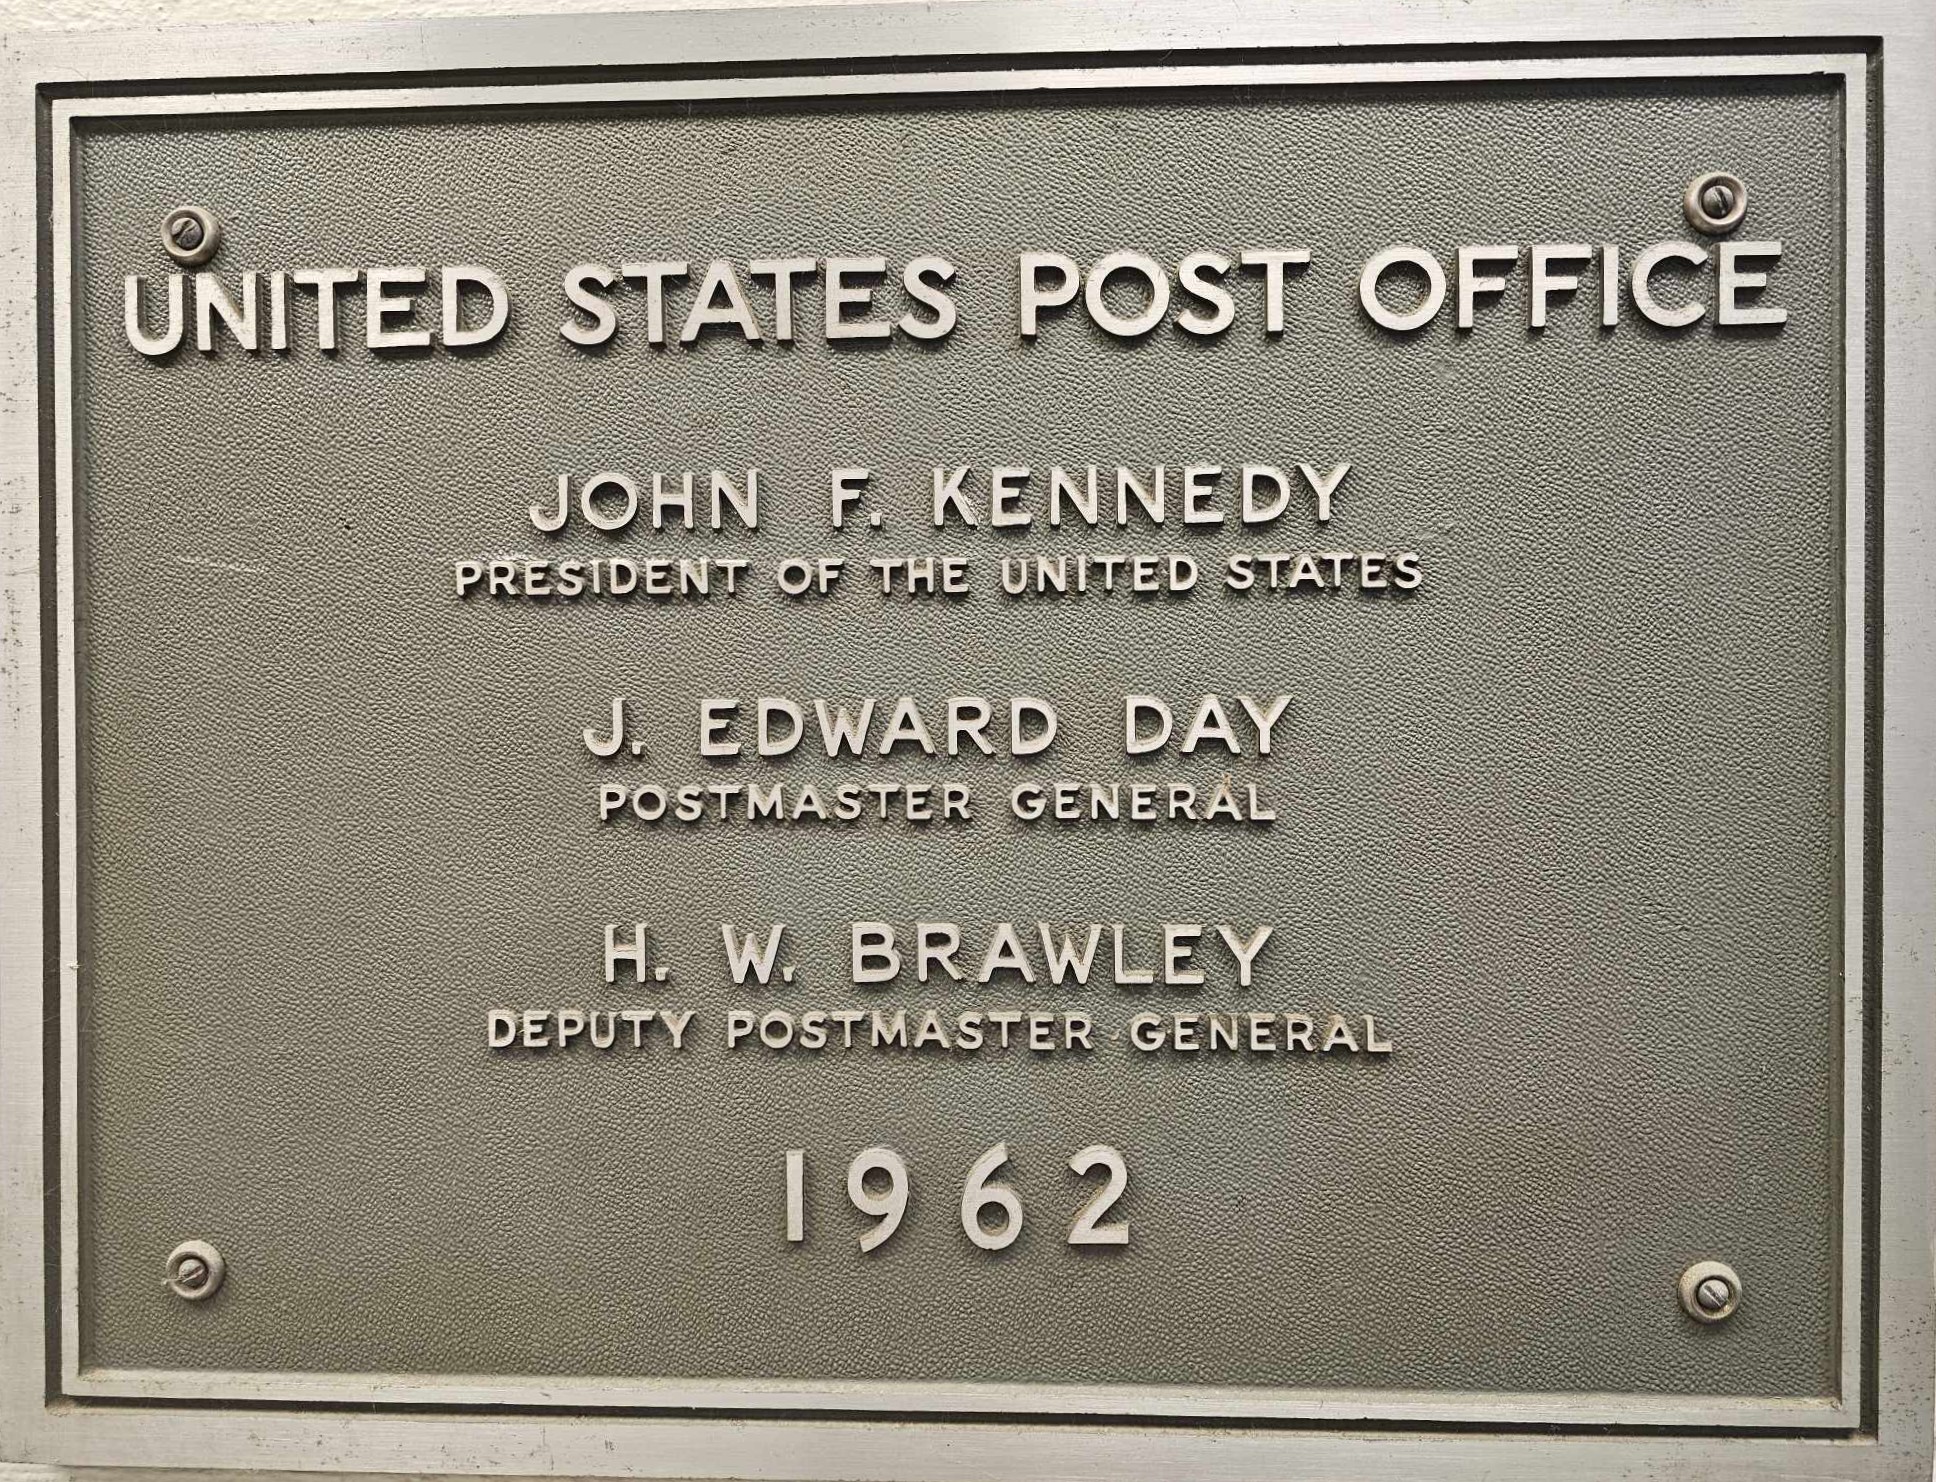 UNITED STATES POST OFFICE
JOHN F. KENNEDY
PRESIDENT OF THE UNITED STATES
J. EDWARD DAY
POSTMASTER GENERAL
H. W. BRAWLEY
DEPUTY POSTMASTER GENERAL
1962